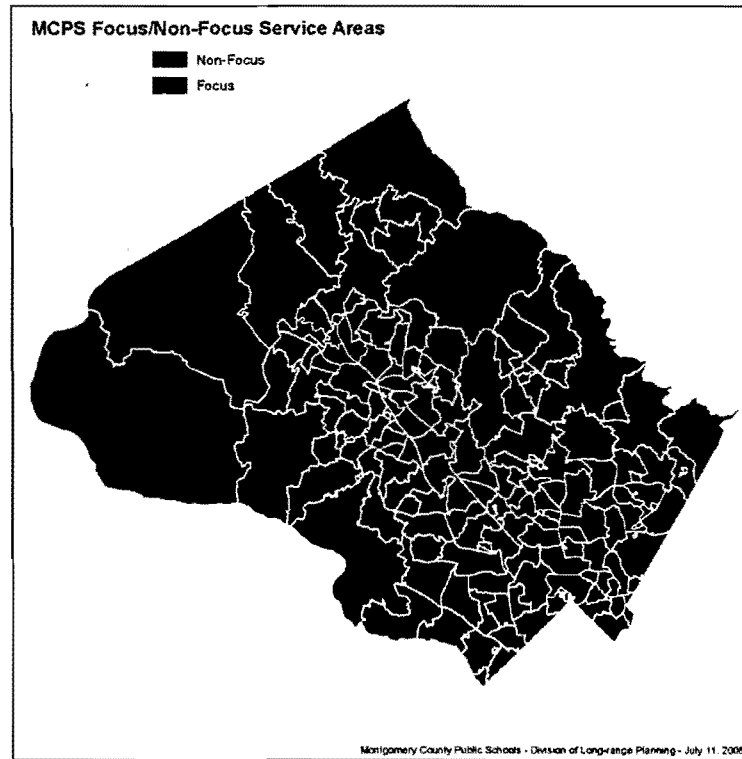 MCPS Focus/Non-Focus Service Areas
Non-Focus
Focus
Montgomery County Public Schools - Division of Long-range Planning - July 11, 2005